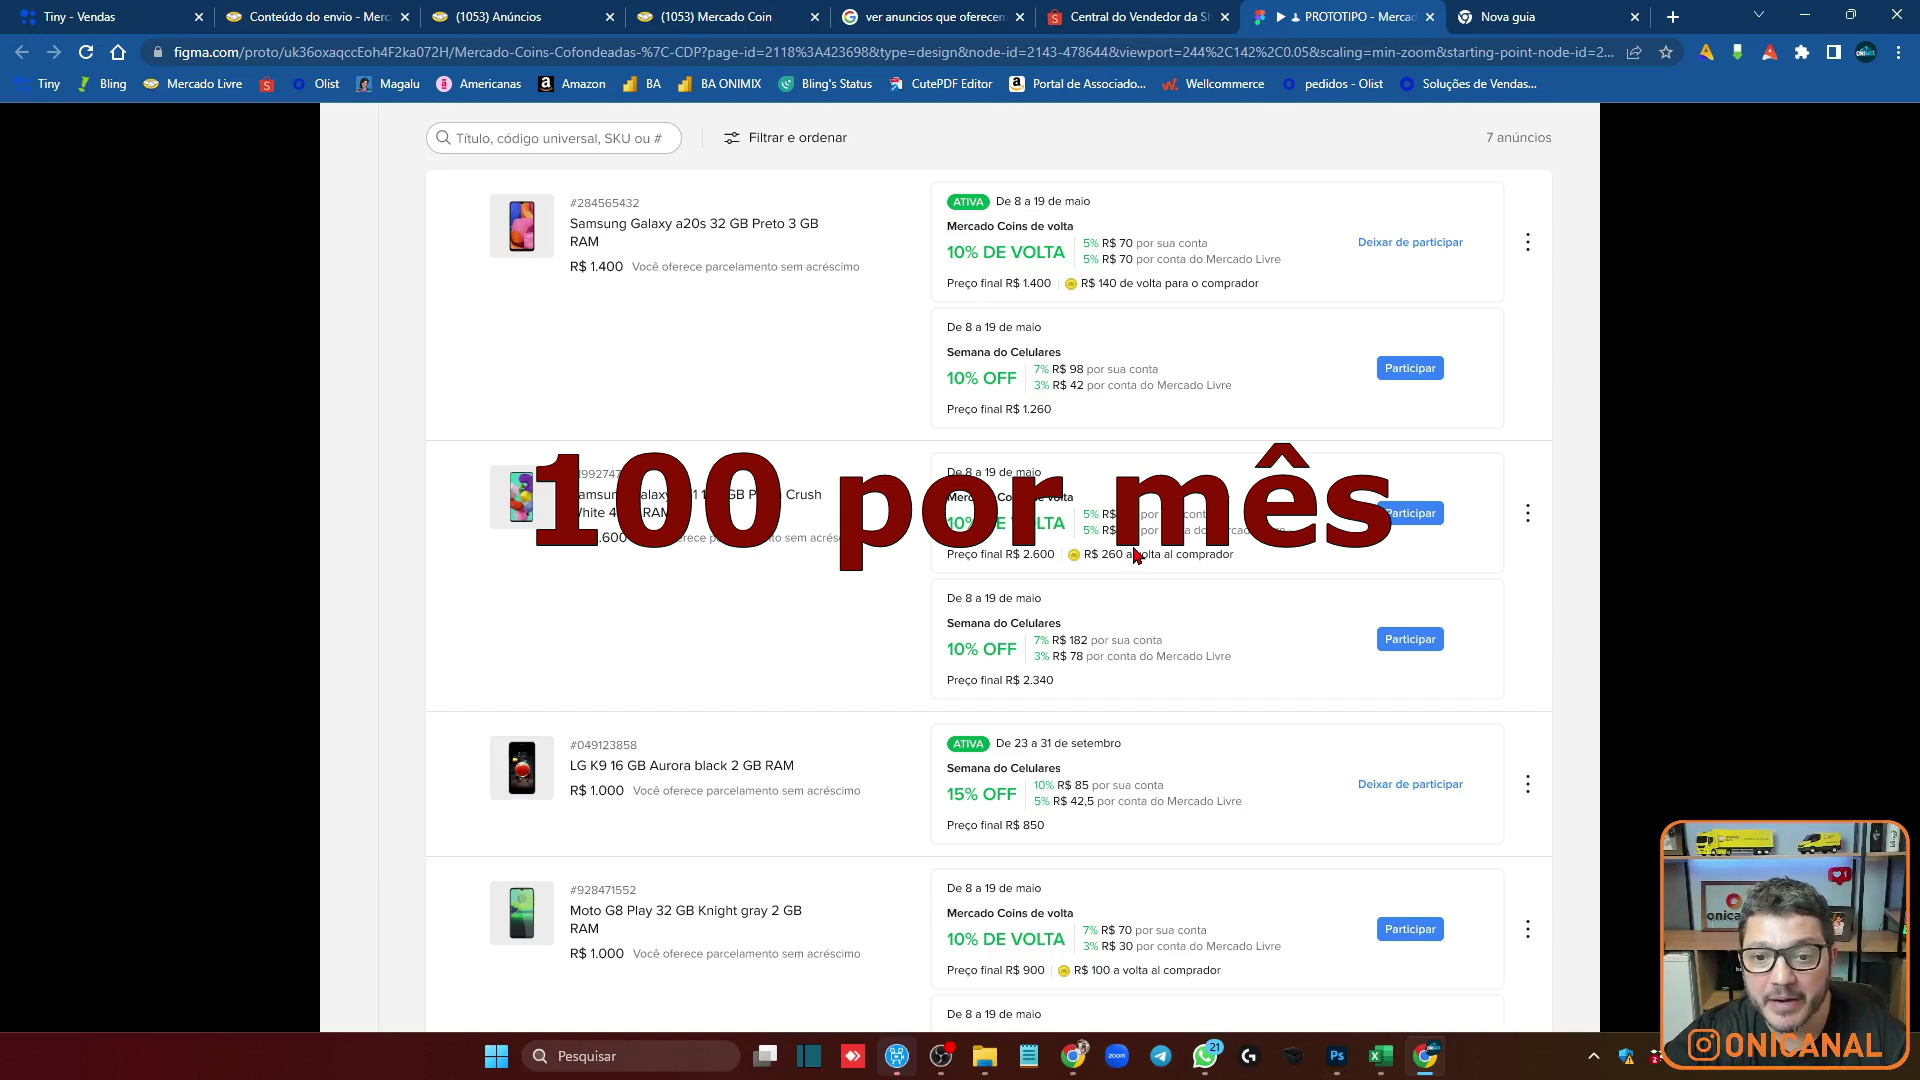 Tiny - Vendas
Conteúdo do envio - Merc
(1053) Anúncios
(1053) Mercado Coin
ver anuncios que oferecem
Central do Vendedor da Sh
PROTOTIPO - Mercad
Nova guia
figma.com/proto/uk36oxaqccEoh4F2ka072H/Mercado-Coins-Cofondeadas-%7C-CDP?page-id=2118%3A423698&type=design&node-id=2143-478644&viewport=244%2C142%2C0.05&scaling=min-zoom&starting-point-node-id=2...
Tiny
Bling
Mercado Livre
Olist
Magalu
Americanas
Amazon
BA
BA ONIMIX
Bling's Status
CutePDF Editor
Portal de Associado...
Wellcommerce
pedidos - Olist
Soluções de Vendas...
Título, código universal, SKU ou #
Filtrar e ordenar
7 anúncios
#284565432
Samsung Galaxy a20s 32 GB Preto 3 GB
RAM
R$ 1.400 Você oferece parcelamento sem acréscimo
ATIVA De 8 a 19 de maio
Mercado Coins de volta
10% DE VOLTA
5% R$ 70 por sua conta
5% R$ 70 por conta do Mercado Livre
Preço final R$ 1.400
R$ 140 de volta para o comprador
Deixar de participar
De 8 a 19 de maio
Semana do Celulares
10% OFF
7% R$ 98 por sua conta
3% R$ 42 por conta do Mercado Livre
Preço final R$ 1.260
Participar
100 por mês
Crush
De 8 a 19 de maio
Preço final R$ 2.600
R$ 260 a volta al comprador
Participar
De 8 a 19 de maio
Semana do Celulares
10% OFF
7% R$ 182 por sua conta
3% R$ 78 por conta do Mercado Livre
Preço final R$ 2.340
Participar
#049123858
LG K9 16 GB Aurora black 2 GB RAM
R$ 1.000 Você oferece parcelamento sem acréscimo
ATIVA De 23 a 31 de setembro
Semana do Celulares
15% OFF
10% R$ 85 por sua conta
5% R$ 42,5 por conta do Mercado Livre
Preço final R$ 850
Deixar de participar
#928471552
Moto G8 Play 32 GB Knight gray 2 GB
RAM
R$ 1.000 Você oferece parcelamento sem acréscimo
De 8 a 19 de maio
Mercado Coins de volta
10% DE VOLTA
7% R$ 70 por sua conta
3% R$ 30 por conta do Mercado Livre
Preço final R$ 900
R$ 100 a volta al comprador
Participar
De 8 a 19 de maio
ONICANAL
Pesquisar
zoom
21
Ps